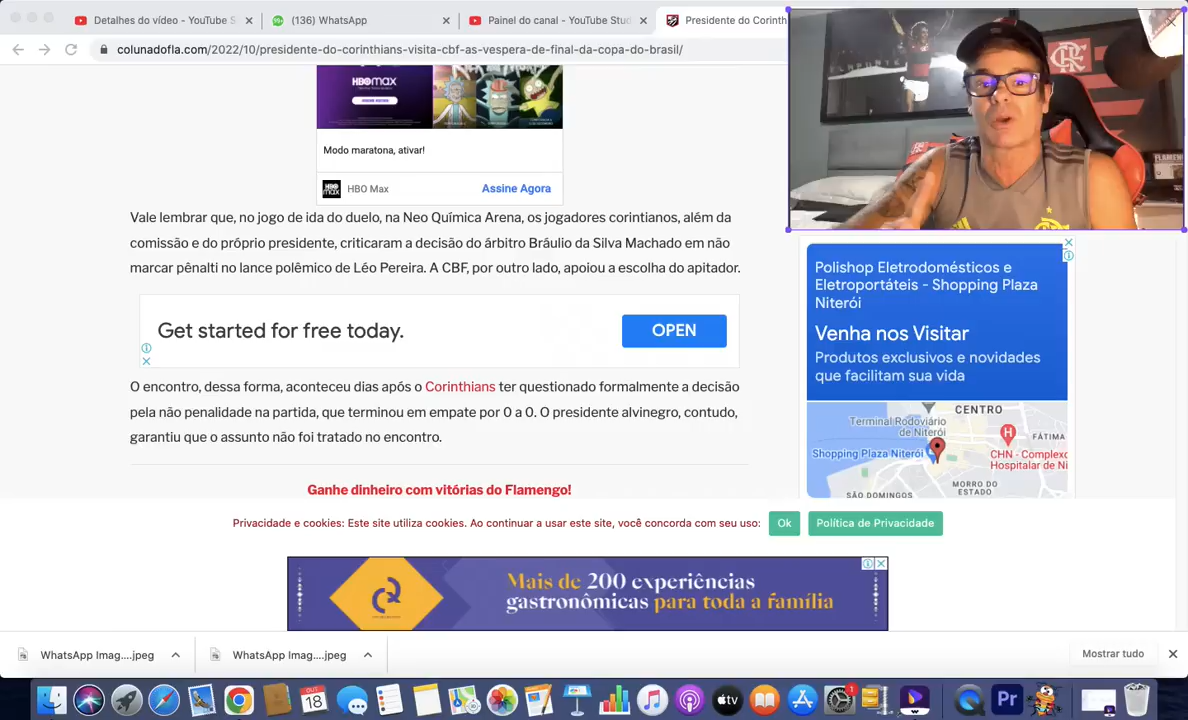 Detalhes do vídeo - YouTube S
(136) WhatsApp
Painel do canal - YouTube Stud
Presidente do Corinth
colunadofla.com/2022/10/presidente-do-corinthians-visita-cbf-as-vespera-de-final-da-copa-do-brasil/
HBOMAX
Modo maratona, ativar!
HBO Max
Assine Agora
Vale lembrar que, no jogo de ida do duelo, na Neo Química Arena, os jogadores corintianos, além da
comissão e do próprio presidente, criticaram a decisão do árbitro Bráulio da Silva Machado em não
marcar pênalti no lance polêmico de Léo Pereira. A CBF, por outro lado, apoiou a escolha do apitador.
Get started for free today.
OPEN
O encontro, dessa forma, aconteceu dias após o Corinthians ter questionado formalmente a decisão
pela não penalidade na partida, que terminou em empate por 0 a 0. O presidente alvinegro, contudo,
garantiu que o assunto não foi tratado no encontro.
Ganhe dinheiro com vitórias do Flamengo!
Polishop Eletrodomésticos e
Eletroportáteis - Shopping Plaza
Niterói
Venha nos Visitar
Produtos exclusivos e novidades
que facilitam sua vida
CENTRO
Terminal Rodoviário
de Niterói
FÁTIMA
Shopping Plaza Niterói
CHN - Complexo
Hospitalar de Ni
MORRO DO
ESTADO
SÃO DOMINGOS
Privacidade e cookies: Este site utiliza cookies. Ao continuar a usar este site, você concorda com seu uso:
Ok
Política de Privacidade
Mais de 200 experiências
gastronômicas para toda a família
WhatsApp Imag....jpeg
WhatsApp Imag....jpeg
Mostrar tudo
OUT
18
tv
1
Pr